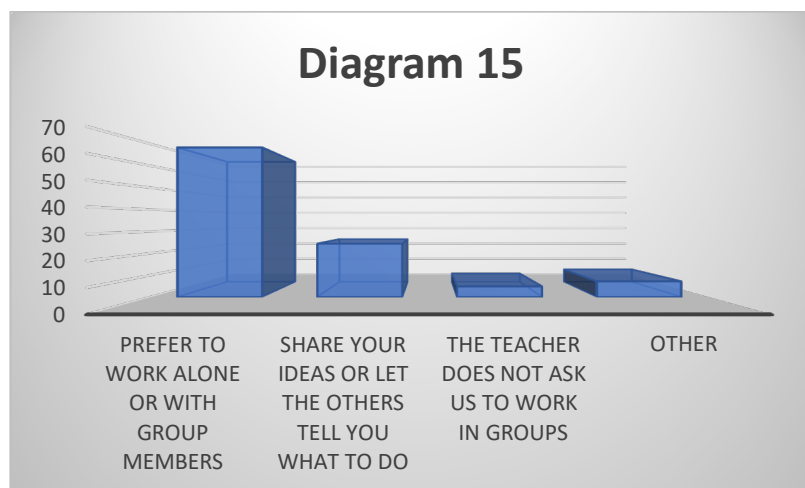 Diagram 15
70
60
50
40
30
20
10
0
PREFER TO
WORK ALONE
OR WITH
GROUP
MEMBERS
SHARE YOUR
IDEAS OR LET
THE OTHERS
TELL YOU
WHAT TO DO
THE TEACHER
DOES NOT ASK
US TO WORK
IN GROUPS
OTHER